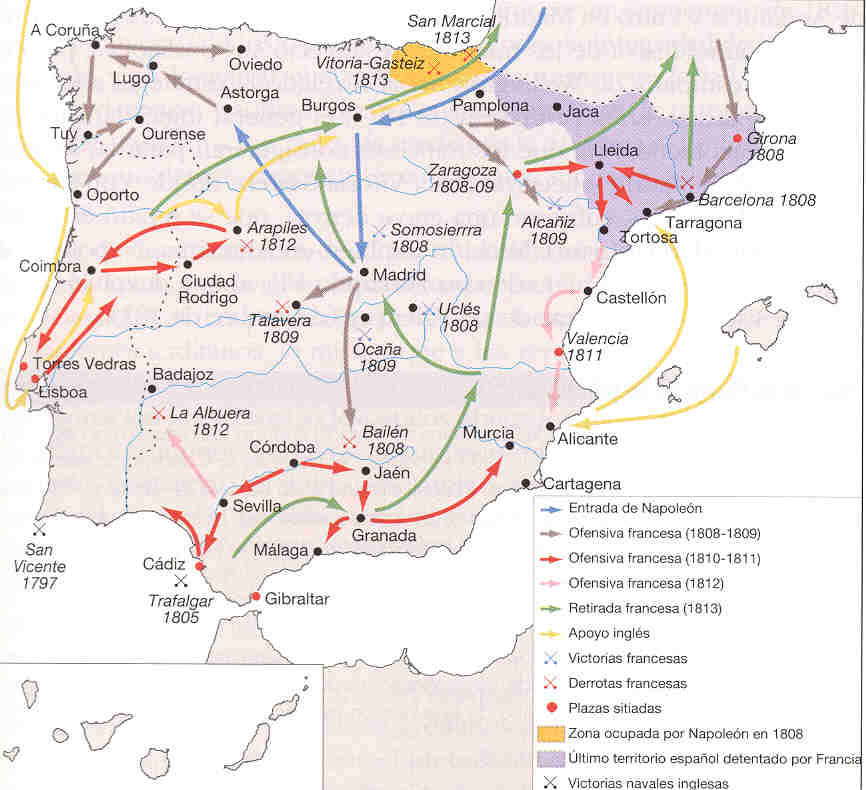 San Marcial
1813
A Coruña
Oviedo
Vitoria-Gasteiz
1813
Lugo
Astorga
Burgos
Pamplona
Jaca
Tuy
Ourense
Lleida
Girona
1808
Zaragoza
1808-09
Oporto
Barcelona 1808
Alcañiz
1809
Tarragona
Tortosa
Arapiles
1812
Somosierrra
1808
Coimbra
Ciudad
Rodrigo
Madrid
Castellón
Talavera
1809
Uclés
1808
Ocaña
1809
Valencia
1811
Torres Vedras
Lisboa
Badajoz
La Albuera
1812
Bailén
1808
Murcia
Alicante
Córdoba
Jaén
Cartagena
Sevilla
Granada
San
Vicente
1797
Málaga
Cádiz
Trafalgar
1805
Gibraltar
Entrada de Napoleón
Ofensiva francesa (1808-1809)
Ofensiva francesa (1810-1811)
Ofensiva francesa (1812)
Retirada francesa (1813)
Apoyo inglés
Victorias francesas
Derrotas francesas
Plazas sitiadas
Zona ocupada por Napoleón en 1808
Último territorio español detentado por Francia
Victorias navales inglesas